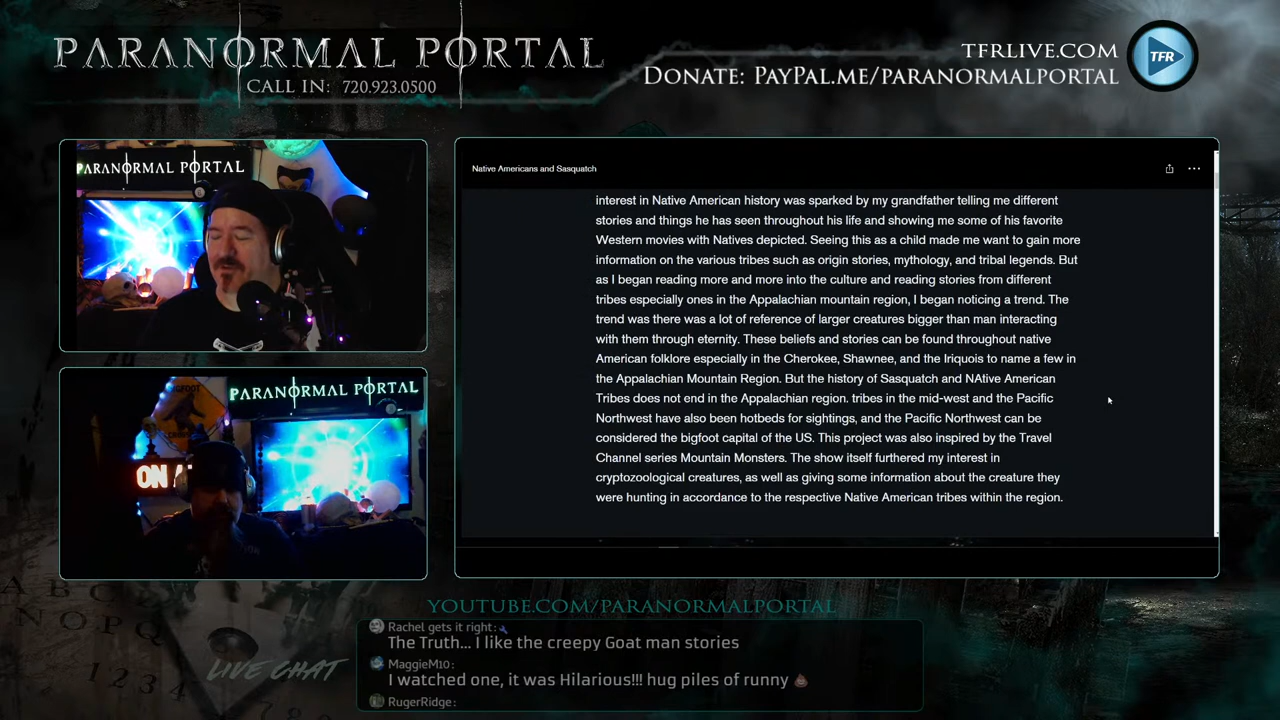 PARANORMAL PORTAL
CALL IN: 720.923.0500
TFRLIVE.COM
DONATE: PAYPAL.ME/PARANORMALPORTAL
TFR
PARANORMAL PORTAL
PARANORMAL PORTAL
BIGFOOT
ON A
Native Americans and Sasquatch
interest in Native American history was sparked by my grandfather telling me different
stories and things he has seen throughout his life and showing me some of his favorite
Western movies with Natives depicted. Seeing this as a child made me want to gain more
information on the various tribes such as origin stories, mythology, and tribal legends. But
as I began reading more and more into the culture and reading stories from different
tribes especially ones in the Appalachian mountain region, I began noticing a trend. The
trend was there was a lot of reference of larger creatures bigger than man interacting
with them through eternity. These beliefs and stories can be found throughout native
American folklore especially in the Cherokee, Shawnee, and the Iriquois to name a few in
the Appalachian Mountain Region. But the history of Sasquatch and NAtive American
Tribes does not end in the Appalachian region. tribes in the mid-west and the Pacific
Northwest have also been hotbeds for sightings, and the Pacific Northwest can be
considered the bigfoot capital of the US. This project was also inspired by the Travel
Channel series Mountain Monsters. The show itself furthered my interest in
cryptozoological creatures, as well as giving some information about the creature they
were hunting in accordance to the respective Native American tribes within the region.
YOUTUBE.COM/PARANORMALPORTAL
A B C
N O P Q
1 2 3 4
LIVE CHAT
Rachel gets it right:
The Truth... I like the creepy Goat man stories
MaggieM10:
I watched one, it was Hilarious!!! hug piles of runny 💩
RugerRidge: